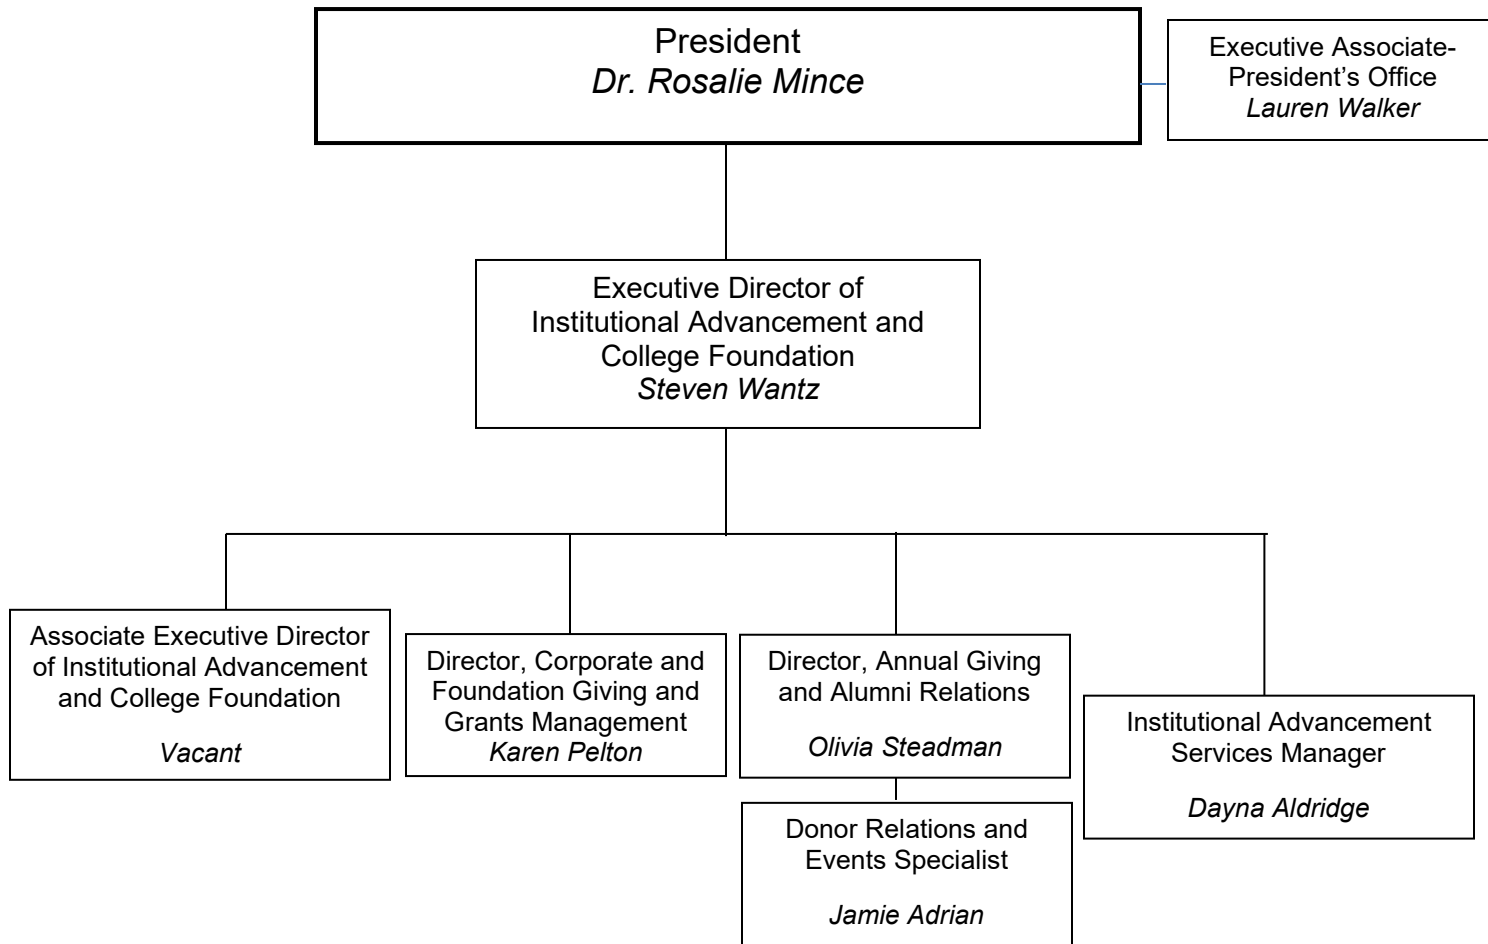 President
Dr. Rosalie Mince
Executive Associate-
President’s Office
Lauren Walker
Executive Director of
Institutional Advancement and
College Foundation
Steven Wantz
Associate Executive Director
of Institutional Advancement
and College Foundation
Vacant
Director, Corporate and
Foundation Giving and
Grants Management
Karen Pelton
Director, Annual Giving
and Alumni Relations
Olivia Steadman
Institutional Advancement
Services Manager
Dayna Aldridge
Donor Relations and
Events Specialist
Jamie Adrian